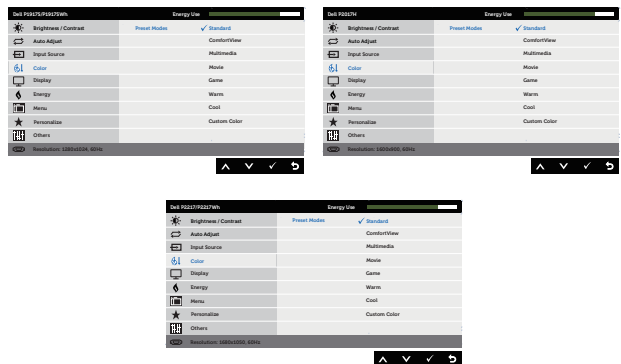 Dell P1917S/P1917SWh Energy Use
Brightness / Contrast Preset Modes ✓ Standard
Auto Adjust ComfortView
Input Source Multimedia
Color Movie
Display Game
Energy Warm
Menu Cool
Personalize Custom Color
Others
Resolution: 1280x1024, 60Hz
Dell P2017H Energy Use
Brightness / Contrast Preset Modes ✓ Standard
Auto Adjust ComfortView
Input Source Multimedia
Color Movie
Display Game
Energy Warm
Menu Cool
Personalize Custom Color
Others
Resolution: 1600x900, 60Hz
Dell P2217/P2217Wh Energy Use
Brightness / Contrast Preset Modes ✓ Standard
Auto Adjust ComfortView
Input Source Multimedia
Color Movie
Display Game
Energy Warm
Menu Cool
Personalize Custom Color
Others
Resolution: 1680x1050, 60Hz